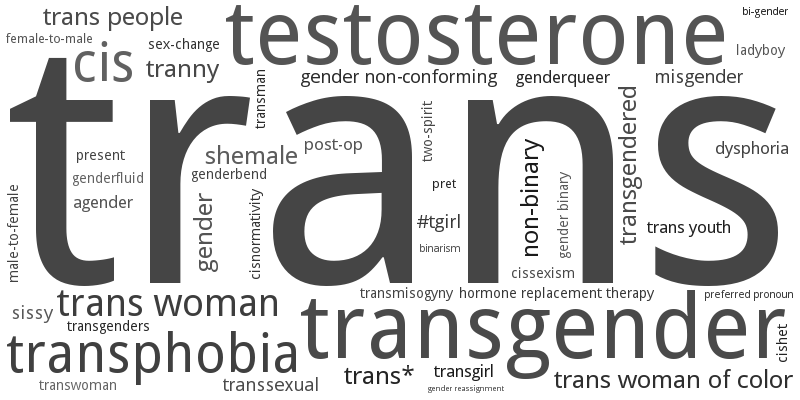 trans people
testosterone
bi-gender
female-to-male
cis
sex-change
tranny
ladyboy
gender non-conforming
genderqueer
misgender
trans
transman
two-spirit
transgendered
present
shemale
post-op
dysphoria
genderfluid
genderbend
agender
pret
non-binary
gender binary
male-to-female
gender
cisnormativity
#tgirl
trans youth
binarism
cissexism
sissy
trans woman
transmisogyny
hormone replacement therapy
preferred pronoun
transgenders
transgender
cishet
transphobia
trans*
transgirl
trans woman of color
transwoman
transsexual
gender reassignment